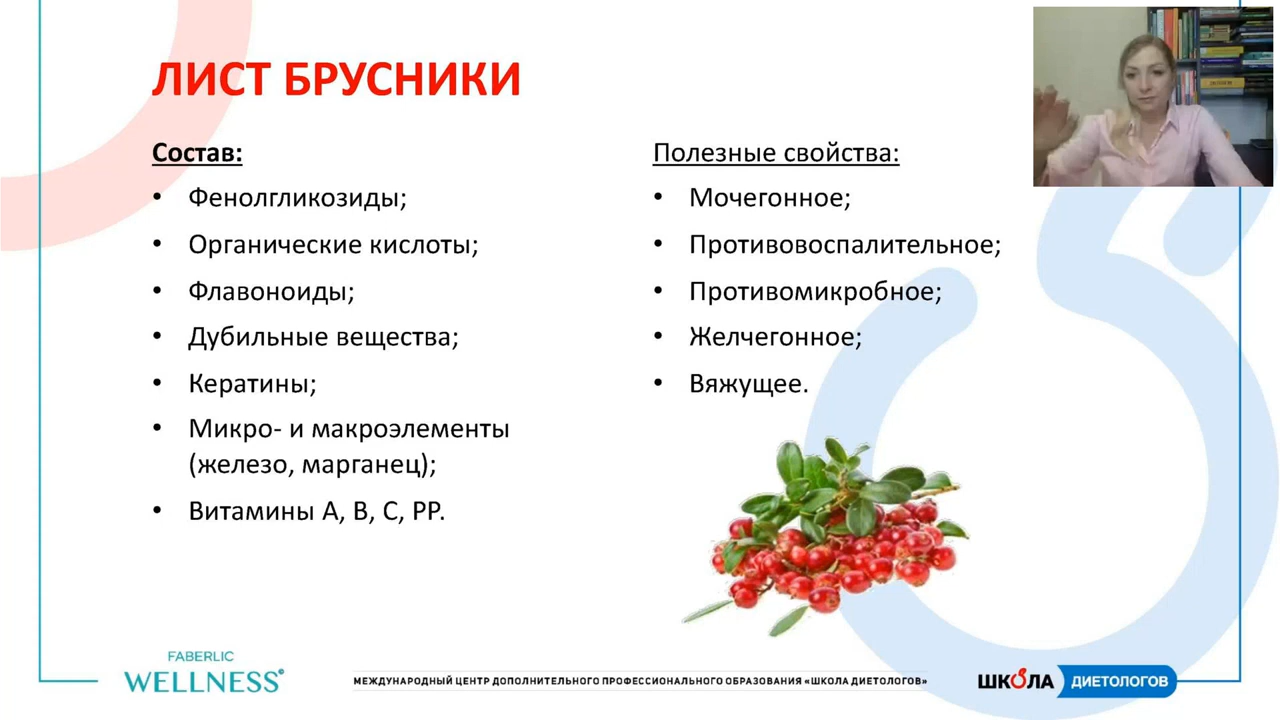 ЛИСТ БРУСНИКИ
Состав:
Фенолгликозиды;
Органические кислоты;
Флавоноиды;
Дубильные вещества;
Кератины;
Микро- и макроэлементы
(железо, марганец);
Витамины А, В, С, РР.
Полезные свойства:
Мочегонное;
Противовоспалительное;
Противомикробное;
Желчегонное;
Вяжущее.
FABERLIC
WELLNESS©
МЕЖДУНАРОДНЫЙ ЦЕНТР ДОПОЛНИТЕЛЬНОГО ПРОФЕССИОНАЛЬНОГО ОБРАЗОВАНИЯ «ШКОЛА ДИЕТОЛОГОВ»
ШКОЛА ДИЕТОЛОГОВ